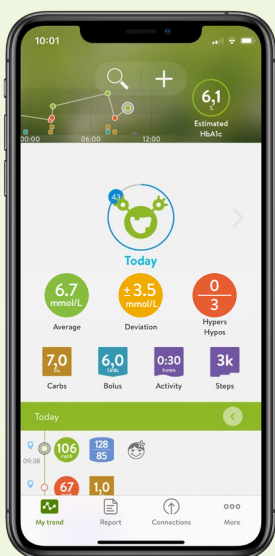 10:01
6,1
%
Estimated
HbA1c
00:00 06:00 12:00
43
Today
6.7
mmol/L
± 3.5
mmol/L
0
3
Average
Deviation
Hypers
Hypos
7,0
6,0
Units
0:30
hours
3k
Carbs
Bolus
Activity
Steps
Today
09:38
106
mg/dL
128
85
67
1,0
My trend
Report
Connections
More